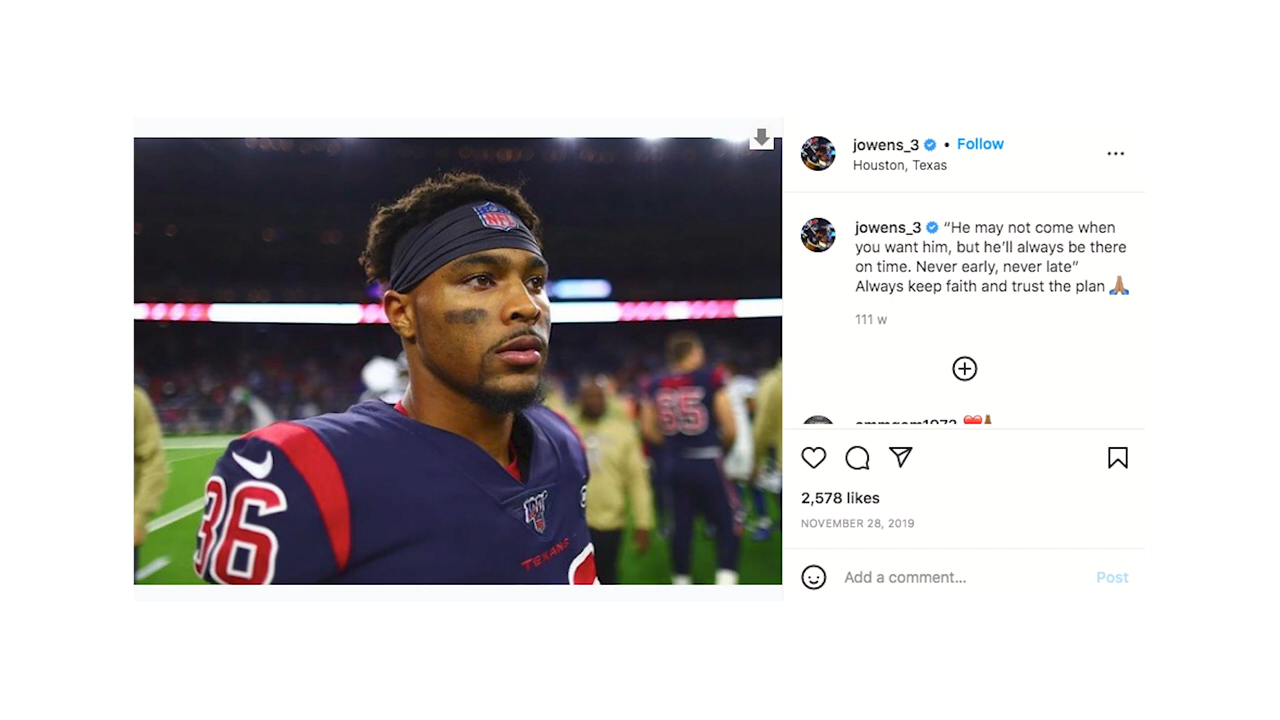 NFL
36
TEXANS
85
jowens_3 • Follow
Houston, Texas
jowens_3 “He may not come when
you want him, but he’ll always be there
on time. Never early, never late”
Always keep faith and trust the plan 🙏🏽
111 w
2,578 likes
NOVEMBER 28, 2019
Add a comment...
Post